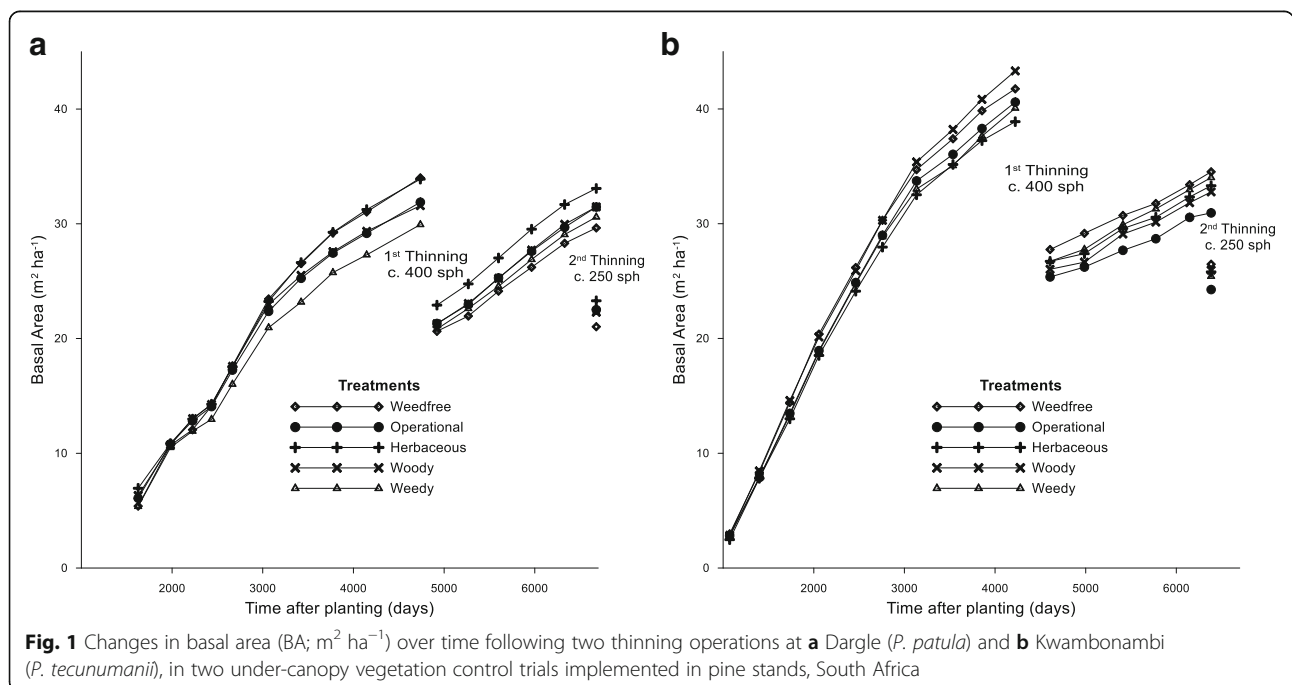 a
b
40
30
20
10
0
Basal Area (m² ha⁻¹)
2000
3000
4000
5000
6000
Time after planting (days)
1st Thinning
c. 400 sph
2nd Thinning
c. 250 sph
Treatments
Weedfree
Operational
Herbaceous
Woody
Weedy
40
30
20
10
0
Basal Area (m² ha⁻¹)
2000
3000
4000
5000
6000
Time after planting (days)
1st Thinning
c. 400 sph
2nd Thinning
c. 250 sph
Treatments
Weedfree
Operational
Herbaceous
Woody
Weedy
Fig. 1 Changes in basal area (BA; m² ha⁻¹) over time following two thinning operations at a Dargle (P. patula) and b Kwambonambi
(P. tecunumanii), in two under-canopy vegetation control trials implemented in pine stands, South Africa